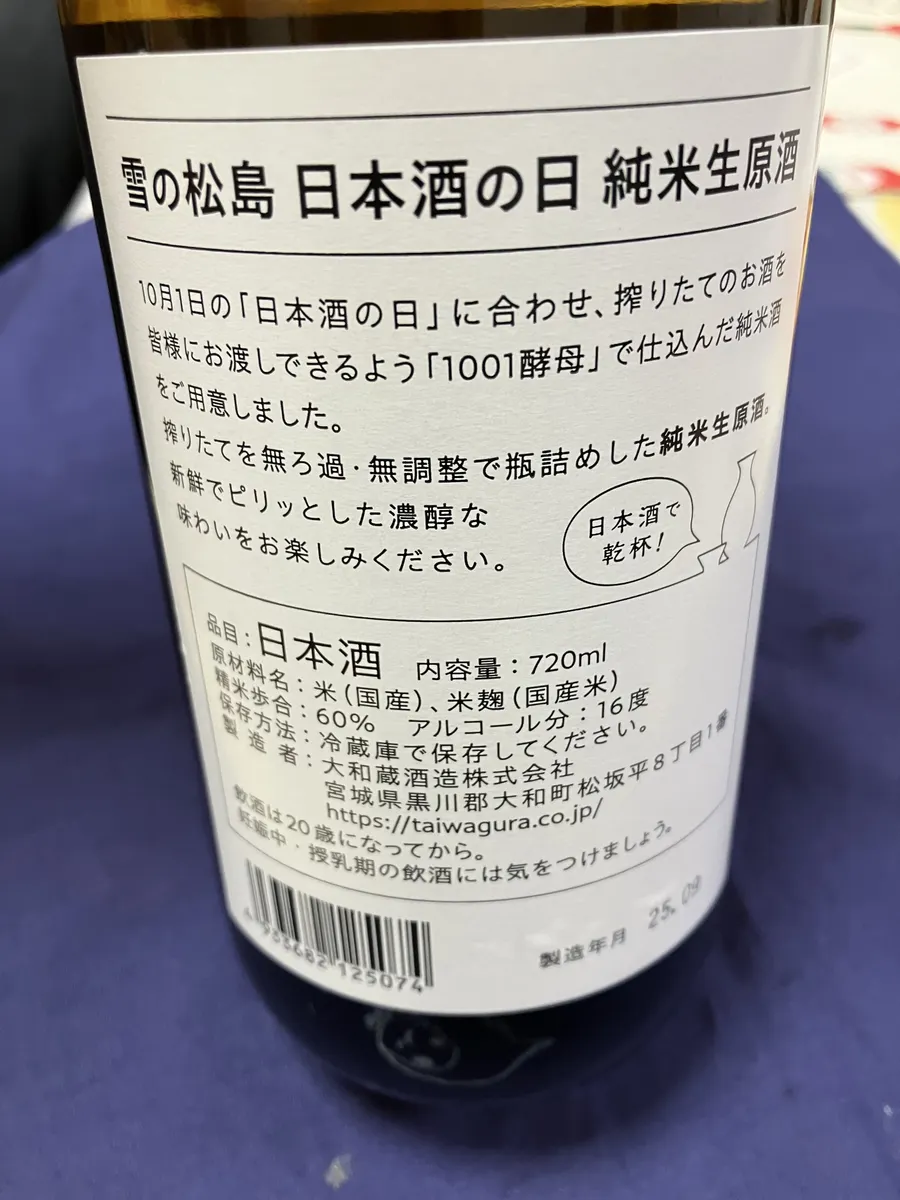 雪の松島 日本酒の日 純米生原酒
10月1日の「日本酒の日」に合わせ、搾りたてのお酒を
皆様にお渡しできるよう「1001酵母」で仕込んだ純米酒
をご用意しました。
搾りたてを無ろ過・無調整で瓶詰めした純米生原酒。
新鮮でピリッとした濃醇な
味わいをお楽しみください。
日本酒で
乾杯!
品目:日本酒 内容量:720ml
原材料名:米(国産)、米麹(国産米)
精米歩合:60% アルコール分:16度
保存方法:冷蔵庫で保存してください。
製造者:大和蔵酒造株式会社
宮城県黒川郡大和町松坂平8丁目1番
https://taiwagura.co.jp/
飲酒は20歳になってから。
妊娠中・授乳期の飲酒には気をつけましょう。
製造年月 25.09
4 935682 125074